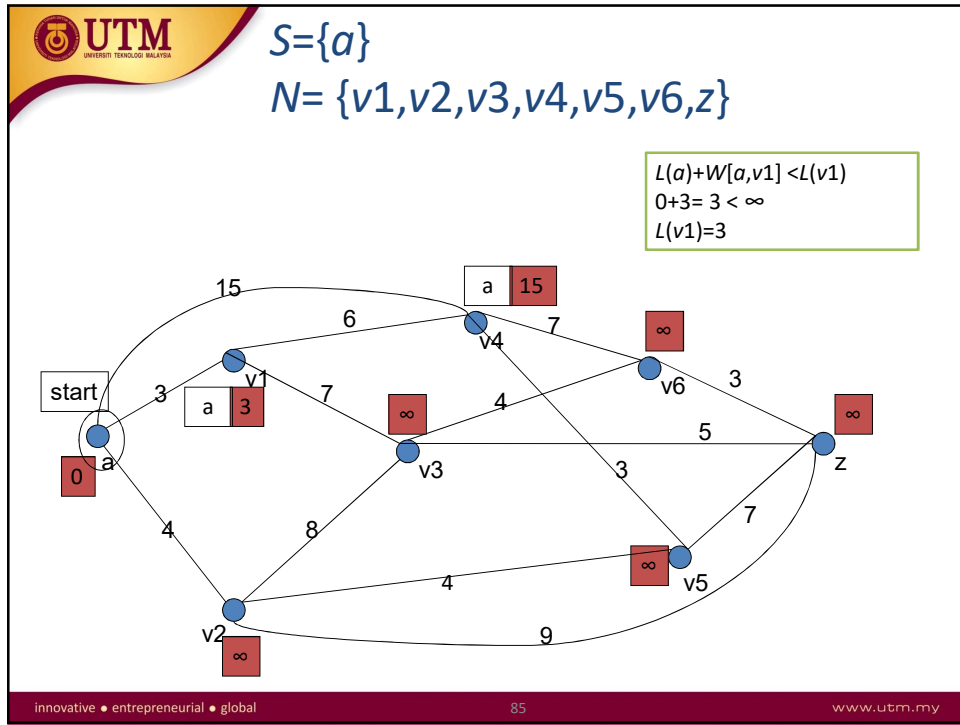 UTM
UNIVERSITI TEKNOLOGI MALAYSIA
S={a}
N= {v1,v2,v3,v4,v5,v6,z}
L(a)+W[a,v1] <L(v1)
0+3= 3 < ∞
L(v1)=3
15
a 15
6
7
v4
∞
v1
v6
3
start
3
a 3
7
∞
4
∞
5
a
0
v3
z
3
4
8
7
∞
v5
4
v2
9
∞
innovative ● entrepreneurial ● global
85
www.utm.my